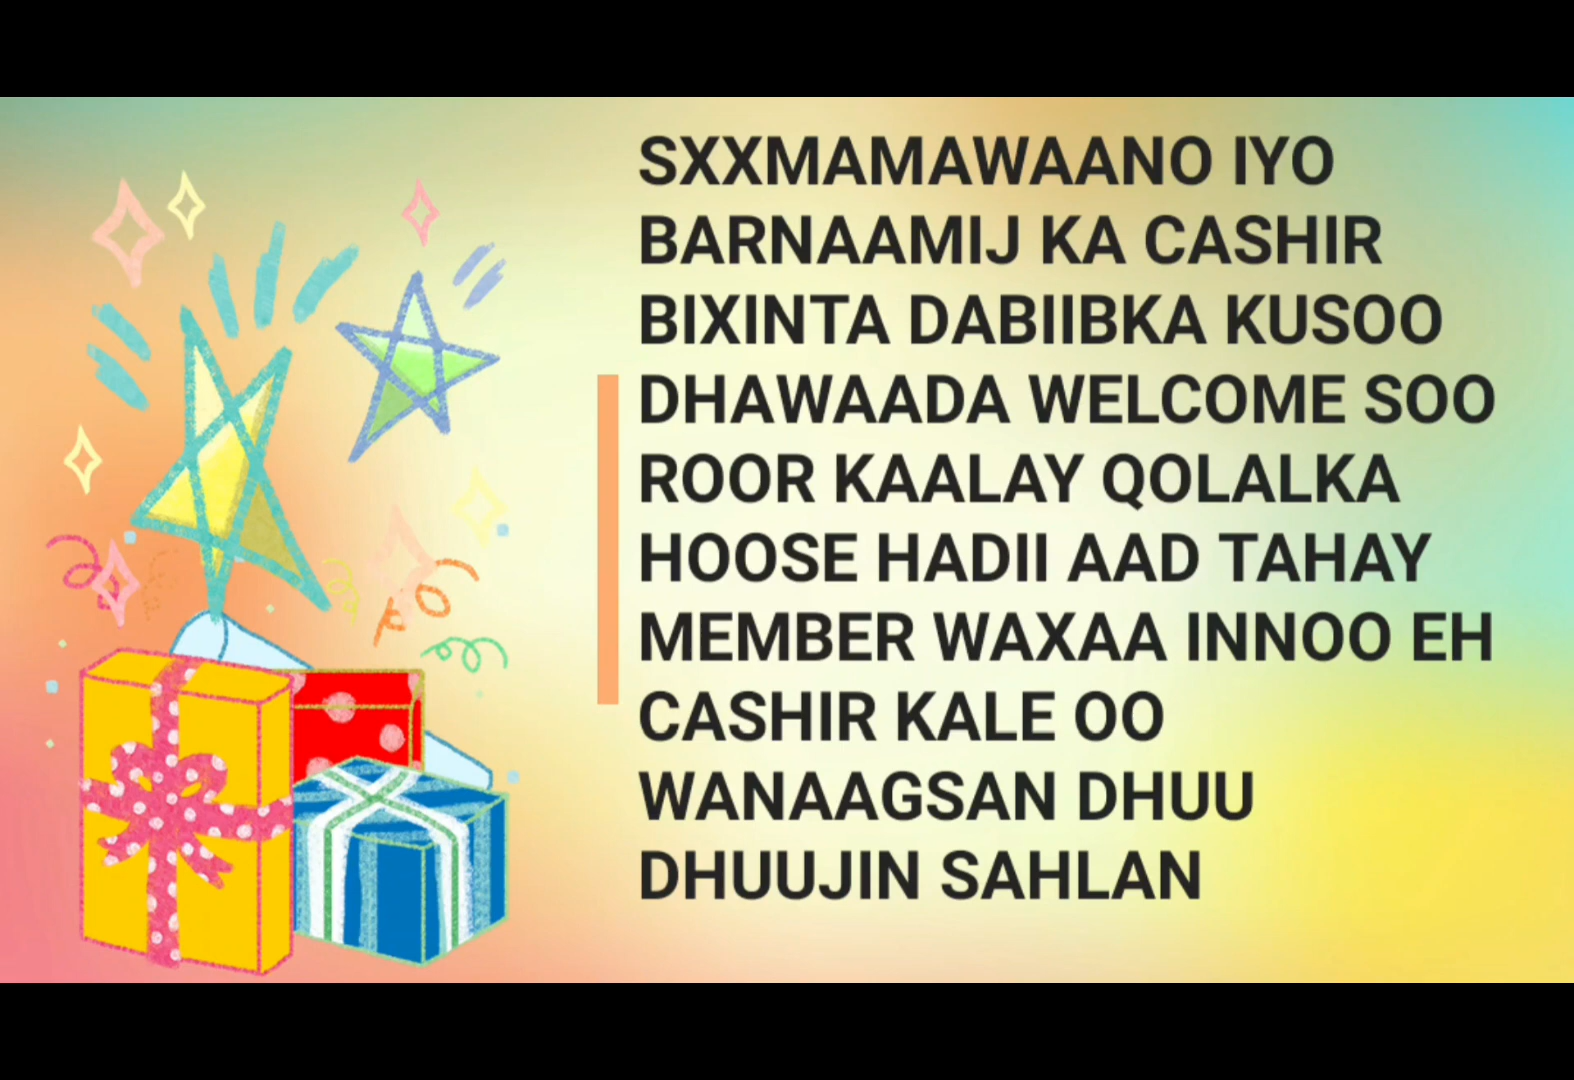 SXXMAMAWAANO IYO
BARNAAMIJ KA CASHIR
BIXINTA DABIIBKA KUSOO
DHAWAADA WELCOME SOO
ROOR KAALAY QOLALKA
HOOSE HADII AAD TAHAY
MEMBER WAXAA INNOO EH
CASHIR KALE OO
WANAAGSAN DHUU
DHUUJIN SAHLAN